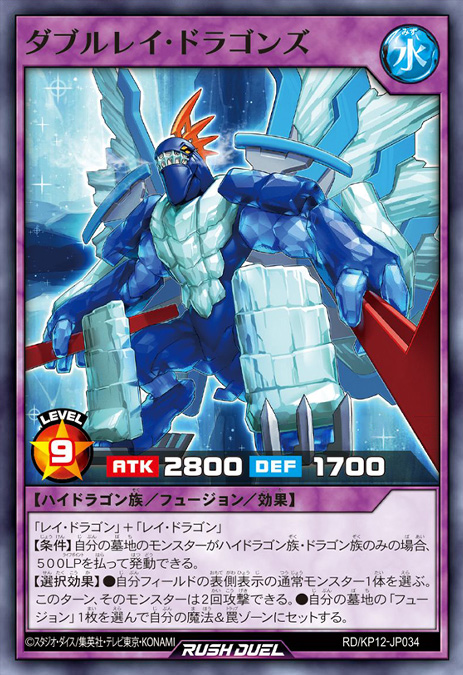 ダブルレイ・ドラゴンズ
みず
水
LEVEL
9
ATK 2800 DEF 1700
【ハイドラゴン族/フュージョン/効果】
「レイ・ドラゴン」+「レイ・ドラゴン」
【条件】自分の墓地のモンスターがハイドラゴン族・ドラゴン族のみの場合、
500LPを払って発動できる。
【選択効果】●自分フィールドの表側表示の通常モンスター1体を選ぶ。
このターン、そのモンスターは2回攻撃できる。●自分の墓地の「フュー
ジョン」1枚を選んで自分の魔法&罠ゾーンにセットする。
©スタジオ・ダイス/集英社・テレビ東京・KONAMI
RUSH DUEL
RD/KP12-JP034